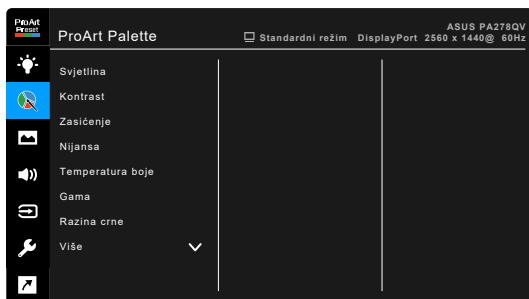 ProArt
Preset
ProArt Palette
ASUS PA278QV
Standardni režim DisplayPort 2560 x 1440@ 60Hz
Svjetlina
Kontrast
Zasićenje
Nijansa
Temperatura boje
Gama
Razina crne
Više